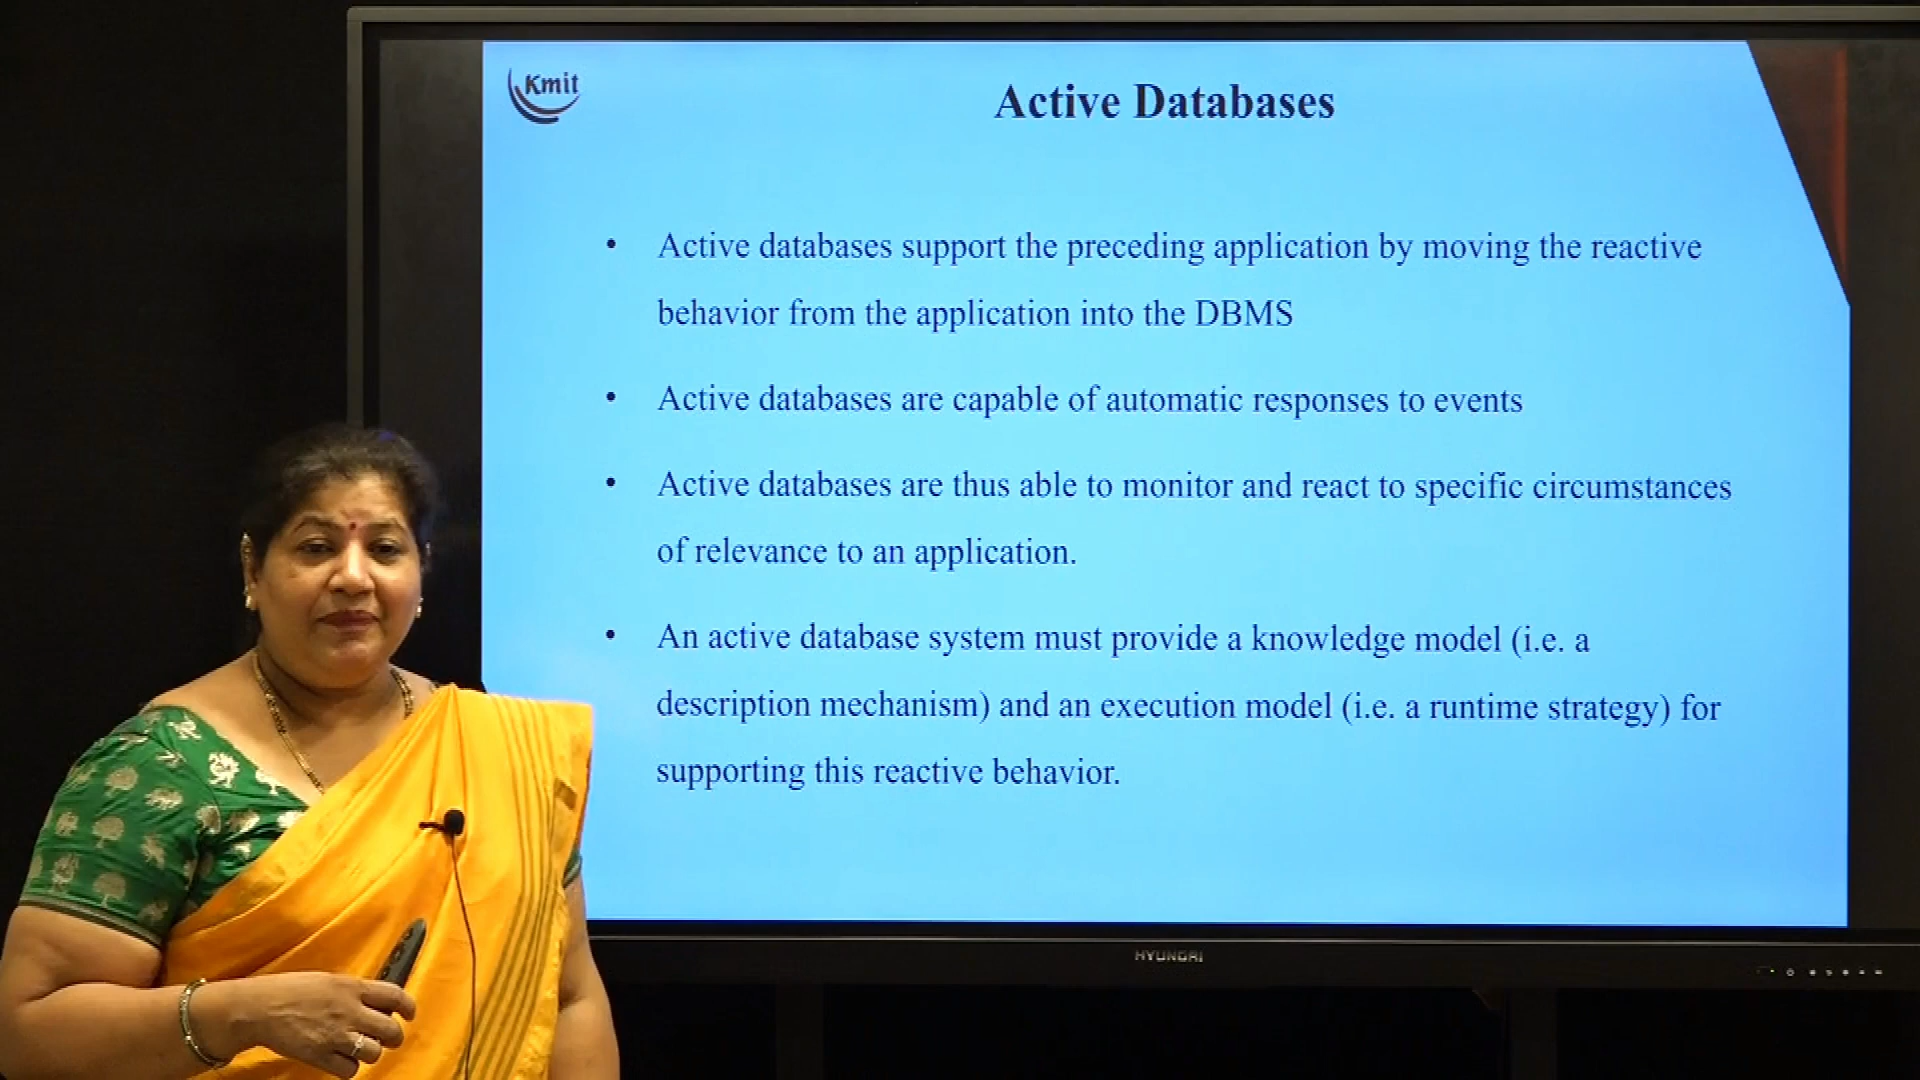 Kmit
Active Databases
• Active databases support the preceding application by moving the reactive
behavior from the application into the DBMS
• Active databases are capable of automatic responses to events
• Active databases are thus able to monitor and react to specific circumstances
of relevance to an application.
• An active database system must provide a knowledge model (i.e. a
description mechanism) and an execution model (i.e. a runtime strategy) for
supporting this reactive behavior.
HYUNDAI